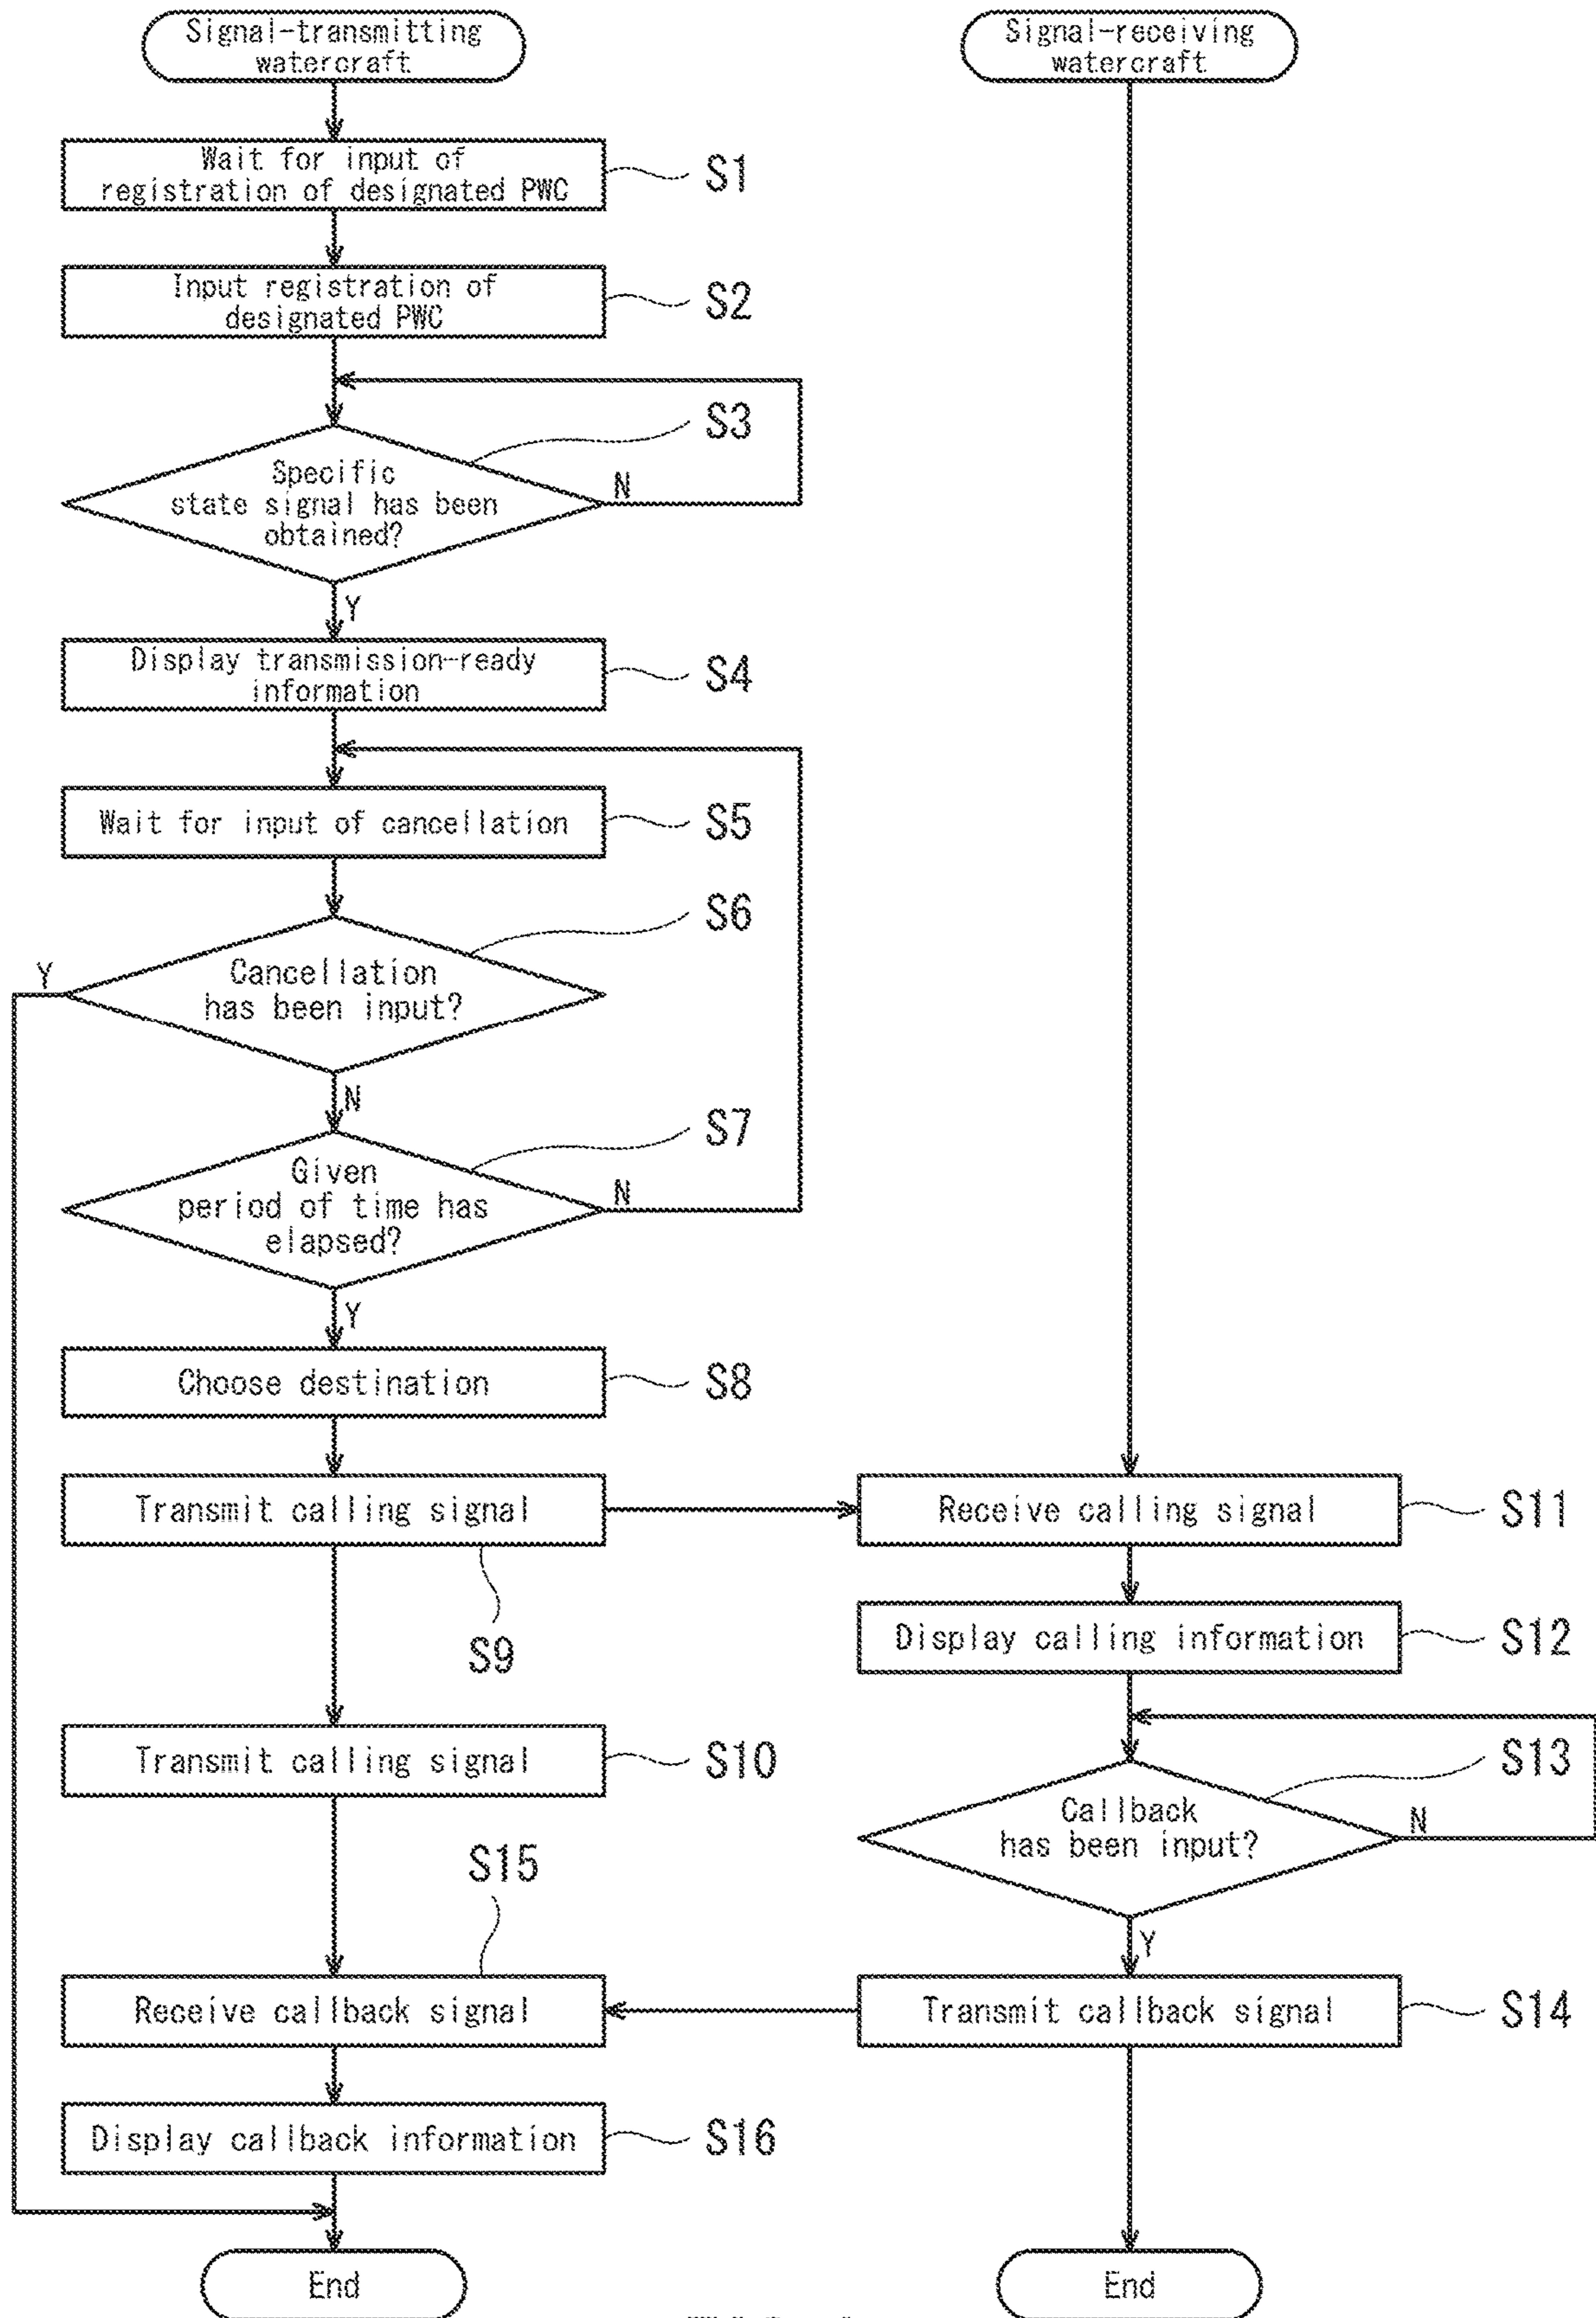 Signal-transmitting
watercraft
Signal-receiving
watercraft
Wait for input of
registration of designated PWC
S1
Input registration of
designated PWC
S2
S3
Specific
state signal has been
obtained?
N
Y
Display transmission-ready
information
S4
Wait for input of cancellation
S5
S6
Y
Cancellation
has been input?
N
S7
Given
period of time has
elapsed?
N
Y
Choose destination
S8
Transmit calling signal
S9
Receive calling signal
S11
Display calling information
S12
Transmit calling signal
S10
S13
Callback
has been input?
N
Y
S15
Receive callback signal
Transmit callback signal
S14
Display callback information
S16
End
End